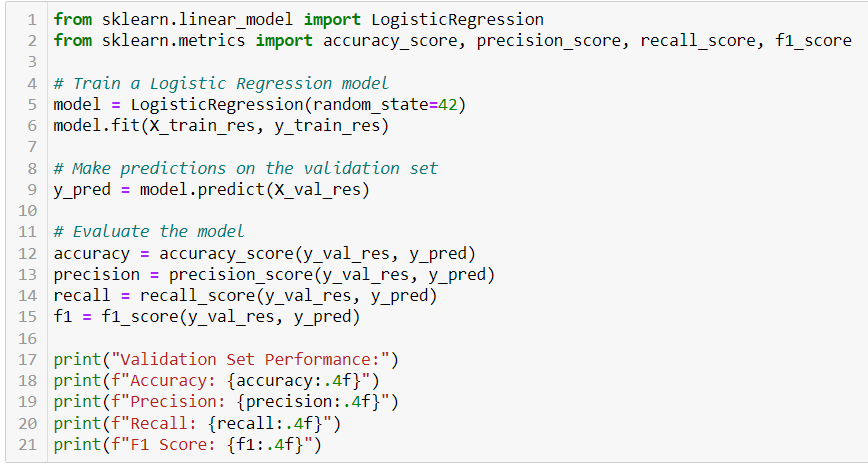 1 from sklearn.linear_model import LogisticRegression
2 from sklearn.metrics import accuracy_score, precision_score, recall_score, f1_score
3
4 # Train a Logistic Regression model
5 model = LogisticRegression(random_state=42)
6 model.fit(X_train_res, y_train_res)
7
8 # Make predictions on the validation set
9 y_pred = model.predict(X_val_res)
10
11 # Evaluate the model
12 accuracy = accuracy_score(y_val_res, y_pred)
13 precision = precision_score(y_val_res, y_pred)
14 recall = recall_score(y_val_res, y_pred)
15 f1 = f1_score(y_val_res, y_pred)
16
17 print("Validation Set Performance:")
18 print(f"Accuracy: {accuracy:.4f}")
19 print(f"Precision: {precision:.4f}")
20 print(f"Recall: {recall:.4f}")
21 print(f"F1 Score: {f1:.4f}")